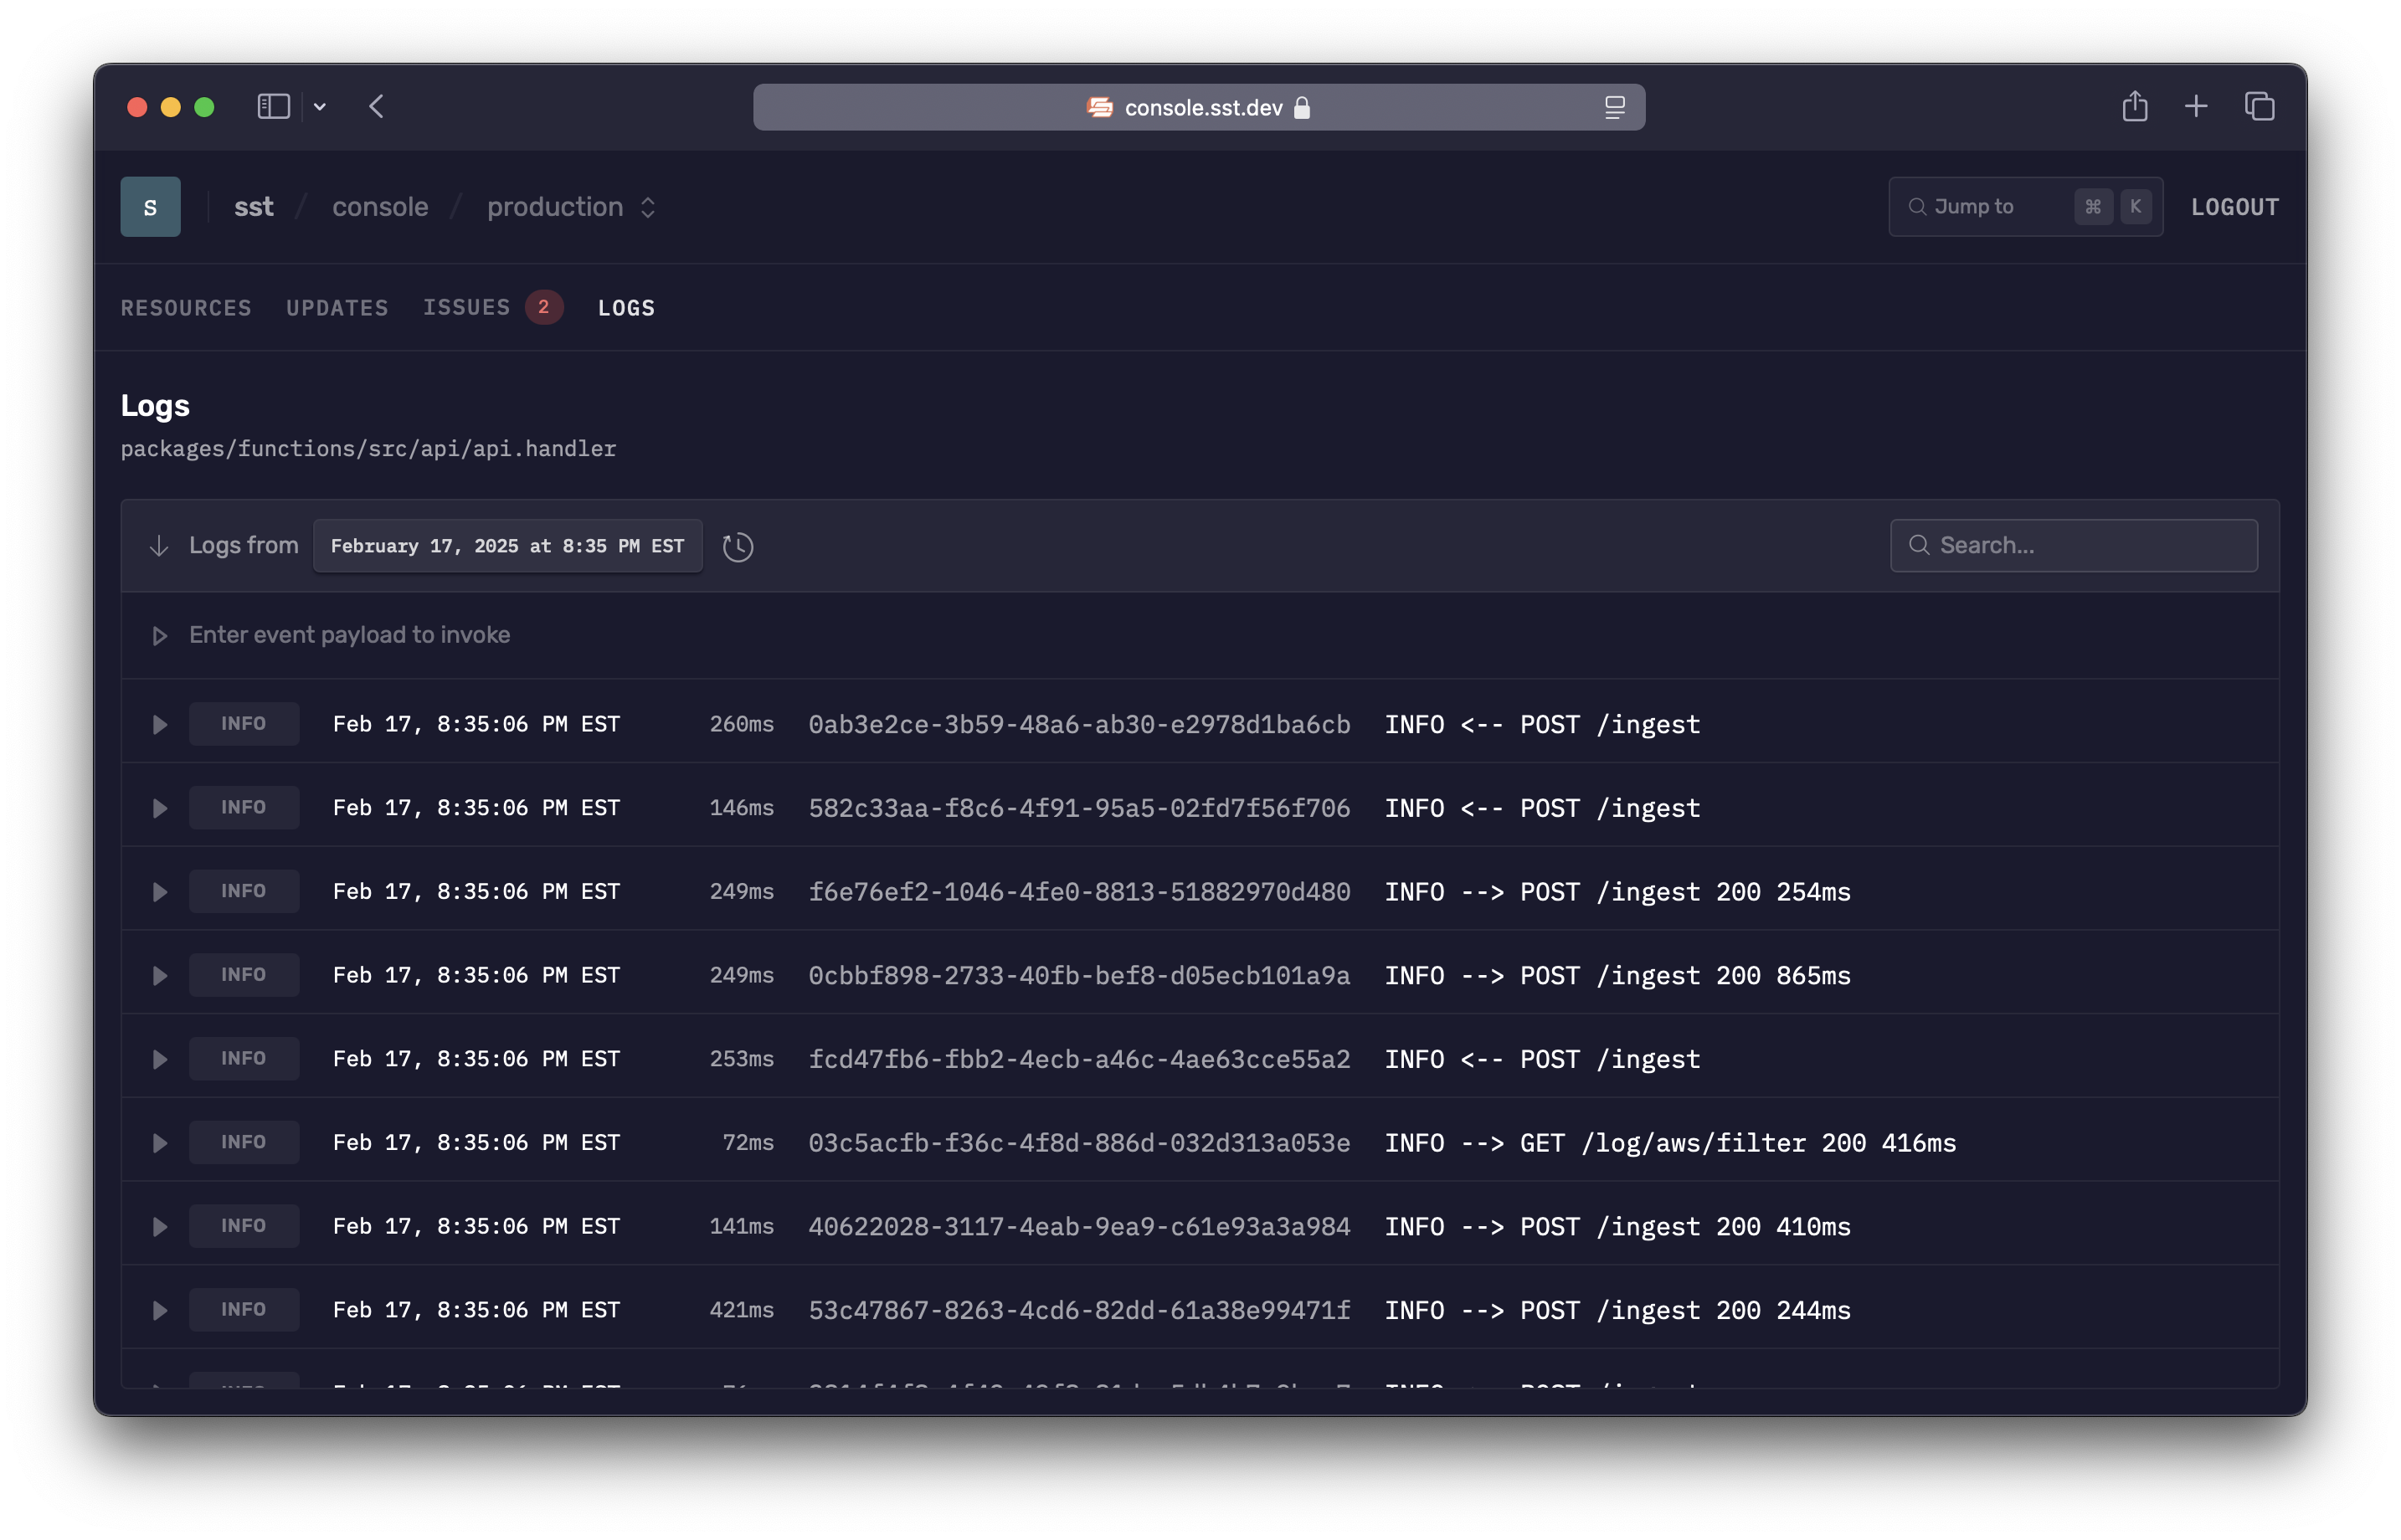 console.sst.dev
S sst / console / production Jump to ⌘ K LOGOUT
RESOURCES UPDATES ISSUES 2 LOGS
Logs
packages/functions/src/api/api.handler
Logs from February 17, 2025 at 8:35 PM EST Search...
Enter event payload to invoke
INFO Feb 17, 8:35:06 PM EST 260ms 0ab3e2ce-3b59-48a6-ab30-e2978d1ba6cb INFO <-- POST /ingest
INFO Feb 17, 8:35:06 PM EST 146ms 582c33aa-f8c6-4f91-95a5-02fd7f56f706 INFO <-- POST /ingest
INFO Feb 17, 8:35:06 PM EST 249ms f6e76ef2-1046-4fe0-8813-51882970d480 INFO --> POST /ingest 200 254ms
INFO Feb 17, 8:35:06 PM EST 249ms 0cbbf898-2733-40fb-bef8-d05ecb101a9a INFO --> POST /ingest 200 865ms
INFO Feb 17, 8:35:06 PM EST 253ms fcd47fb6-fbb2-4ecb-a46c-4ae63cce55a2 INFO <-- POST /ingest
INFO Feb 17, 8:35:06 PM EST 72ms 03c5acfb-f36c-4f8d-886d-032d313a053e INFO --> GET /log/aws/filter 200 416ms
INFO Feb 17, 8:35:06 PM EST 141ms 40622028-3117-4eab-9ea9-c61e93a3a984 INFO --> POST /ingest 200 410ms
INFO Feb 17, 8:35:06 PM EST 421ms 53c47867-8263-4cd6-82dd-61a38e99471f INFO --> POST /ingest 200 244ms